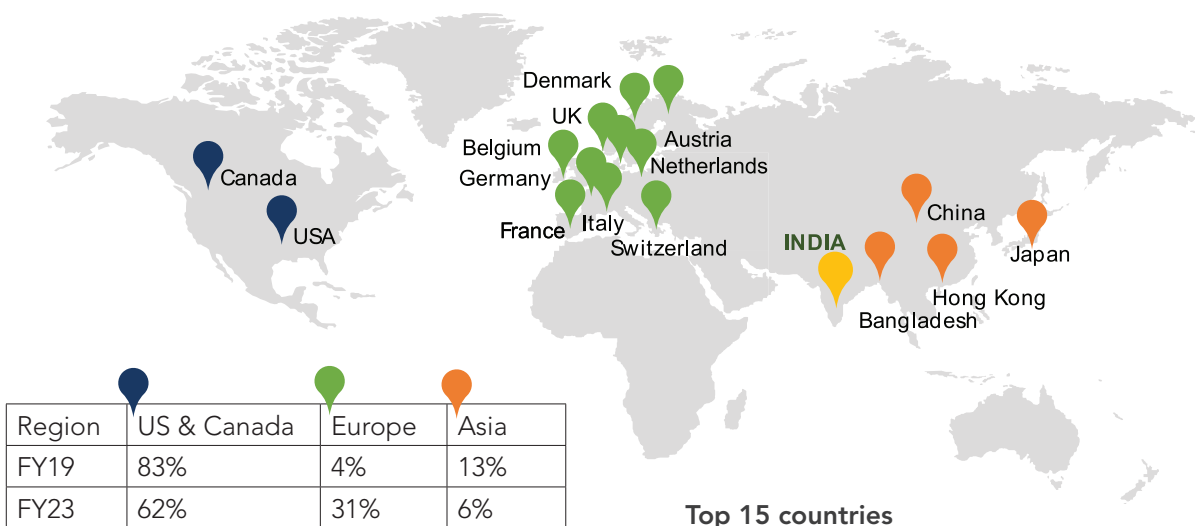 Denmark
UK
Austria
Belgium
Netherlands
Germany
Canada
China
USA
France
Italy
Switzerland
INDIA
Japan
Hong Kong
Bangladesh
Region US & Canada Europe Asia
FY19 83% 4% 13%
FY23 62% 31% 6%
Top 15 countries